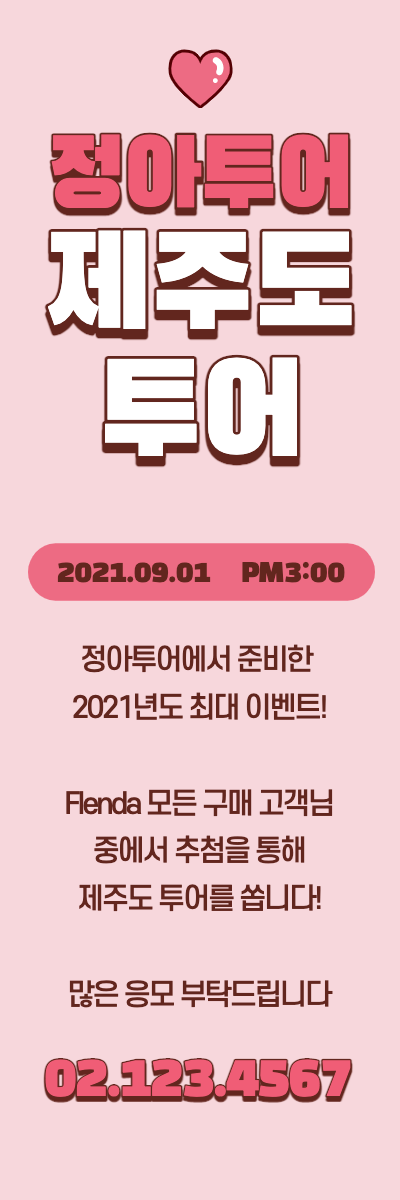 정아투어
제주도
투어
2021.09.01 PM3:00
정아투어에서 준비한
2021년도 최대 이벤트!
Flenda 모든 구매 고객님
중에서 추첨을 통해
제주도 투어를 쏩니다!
많은 응모 부탁드립니다
02.123.4567